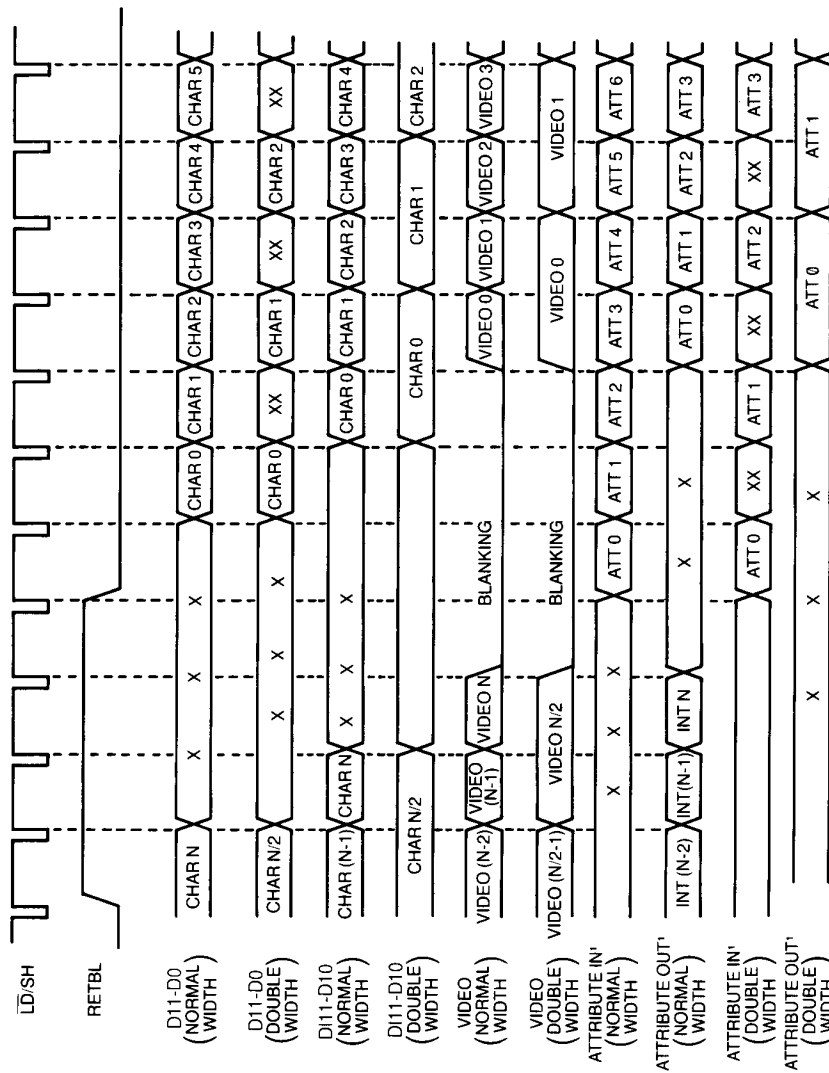 LD/SH
RETBL
D11-D0
(NORMAL
WIDTH)
CHAR N X X X CHAR 0 CHAR 1 CHAR 2 CHAR 3 CHAR 4 CHAR 5
D11-D0
(DOUBLE
WIDTH)
CHAR N/2 X X X CHAR 0 XX CHAR 1 XX CHAR 2 XX
DI11-D10
(NORMAL
WIDTH)
CHAR (N-1) CHAR N X X X CHAR 0 CHAR 1 CHAR 2 CHAR 3 CHAR 4
DI11-D10
(DOUBLE
WIDTH)
CHAR N/2 CHAR 0 CHAR 1 CHAR 2
VIDEO
(NORMAL
WIDTH)
VIDEO (N-2) VIDEO (N-1) VIDEO N BLANKING VIDEO 0 VIDEO 1 VIDEO 2 VIDEO 3
VIDEO
(DOUBLE
WIDTH)
VIDEO (N/2-1) VIDEO N/2 BLANKING VIDEO 0 VIDEO 1
ATTRIBUTE IN¹
(NORMAL
WIDTH)
X X X ATT 0 ATT 1 ATT 2 ATT 3 ATT 4 ATT 5 ATT 6
ATTRIBUTE OUT¹
(NORMAL
WIDTH)
INT (N-2) INT (N-1) INT N X X ATT 0 ATT 1 ATT 2 ATT 3
ATTRIBUTE IN¹
(DOUBLE
WIDTH)
ATT 0 XX ATT 1 XX ATT 2 XX ATT 3
ATTRIBUTE OUT¹
(DOUBLE
WIDTH)
X X X ATT 0 ATT 1